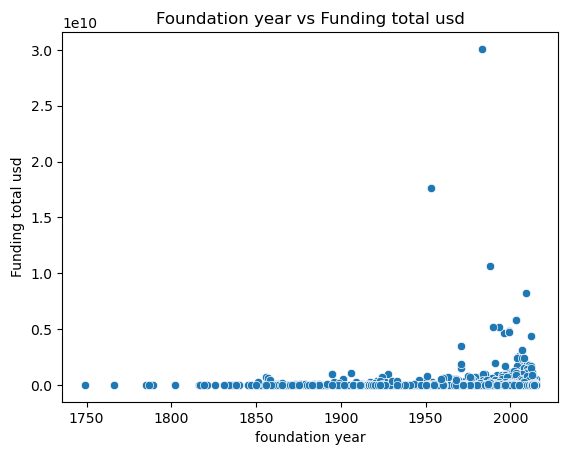 Foundation year vs Funding total usd
1e10
3.0
2.5
2.0
1.5
1.0
0.5
0.0
Funding total usd
1750 1800 1850 1900 1950 2000
foundation year